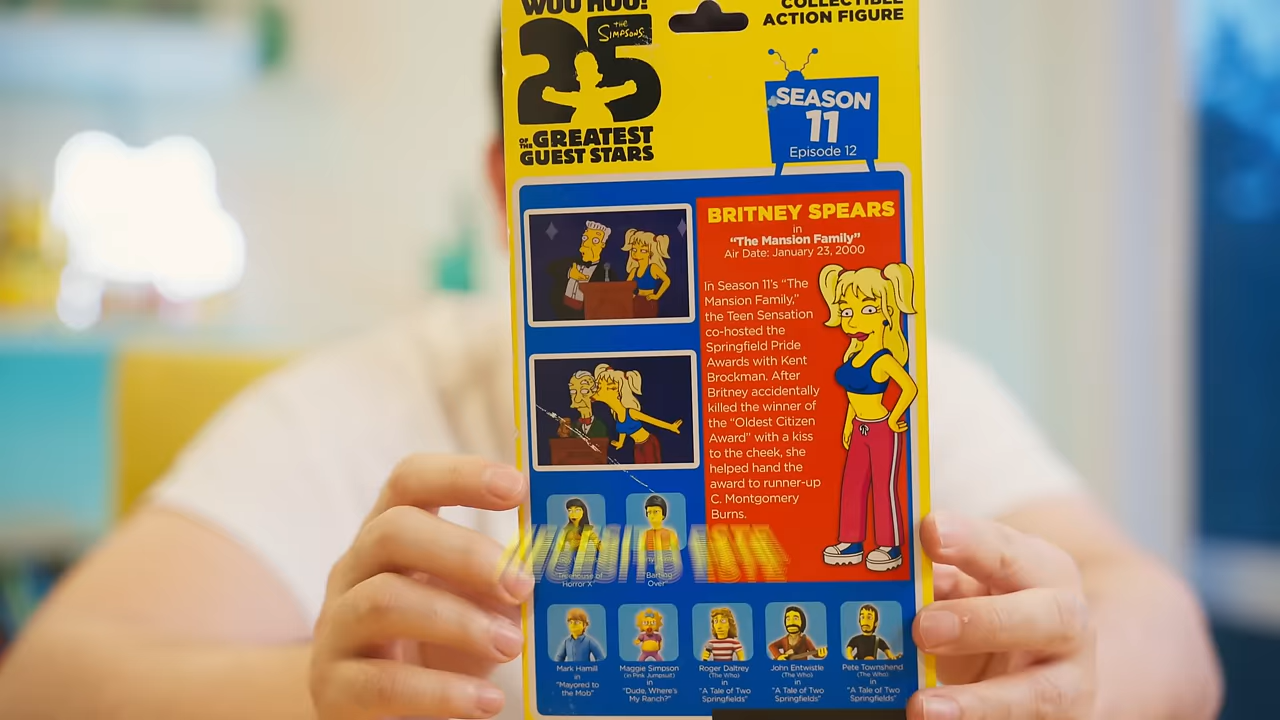 WOO HOO!
THE
SIMPSONS
25
OF THE GREATEST
GUEST STARS
COLLECTIBLE
ACTION FIGURE
SEASON
11
Episode 12
BRITNEY SPEARS
in
"The Mansion Family"
Air Date: January 23, 2000
In Season 11's "The
Mansion Family,"
the Teen Sensation
co-hosted the
Springfield Pride
Awards with Kent
Brockman. After
Britney accidentally
killed the winner of
the "Oldest Citizen
Award" with a kiss
to the cheek, she
helped hand the
award to runner-up
C. Montgomery
Burns.
"Treehouse of
Horror X"
"Barting
Over"
Mark Hamill
in
"Mayored to
the Mob"
Maggie Simpson
(in Pink Jumpsuit)
in
"Dude, Where's
My Ranch?"
Roger Daltrey
(The Who)
in
"A Tale of Two
Springfields"
John Entwistle
(The Who)
in
"A Tale of Two
Springfields"
Pete Townshend
(The Who)
in
"A Tale of Two
Springfields"